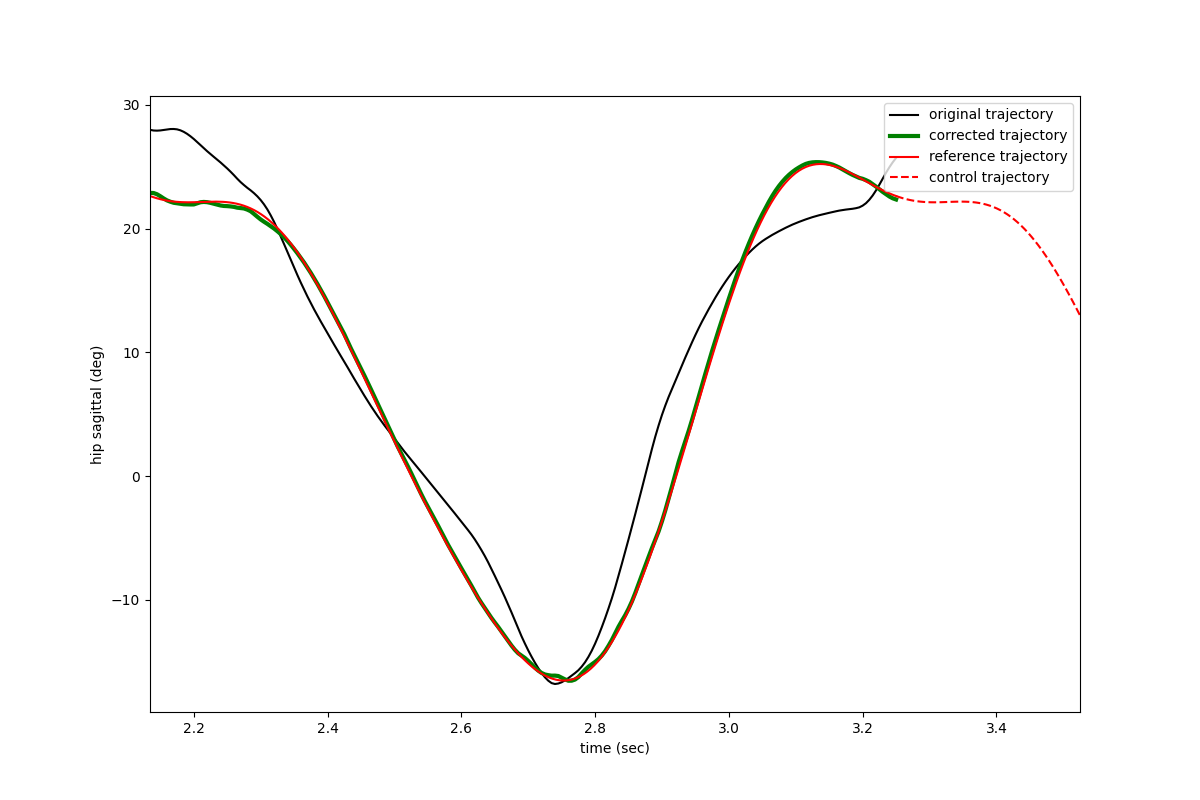 30
20
10
0
−10
hip sagittal (deg)
original trajectory
corrected trajectory
reference trajectory
control trajectory
2.2 2.4 2.6 2.8 3.0 3.2 3.4
time (sec)